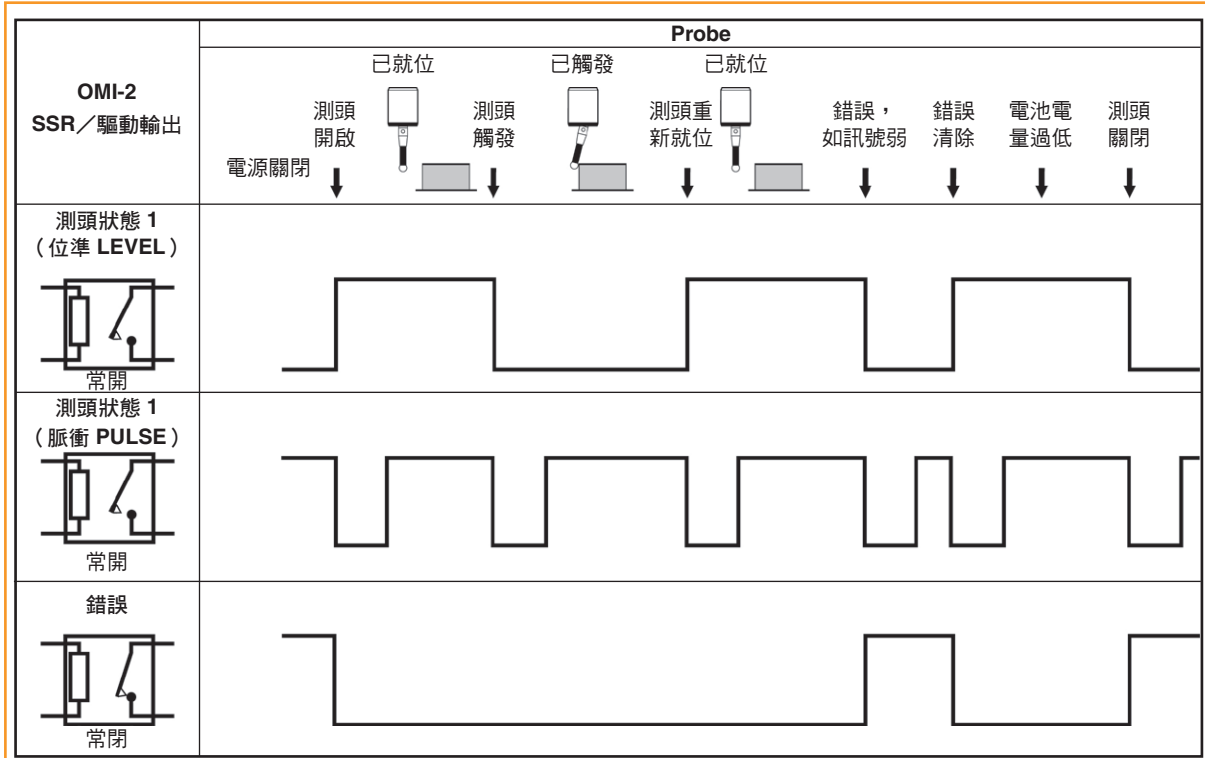 Probe
OMI-2
SSR／驅動輸出
已就位
已觸發
已就位
測頭
開啟
測頭
觸發
測頭重
新就位
錯誤，
如訊號弱
錯誤
清除
電池電
量過低
測頭
關閉
電源關閉
測頭狀態 1
（位準 LEVEL）
常開
測頭狀態 1
（脈衝 PULSE）
常開
錯誤
常閉